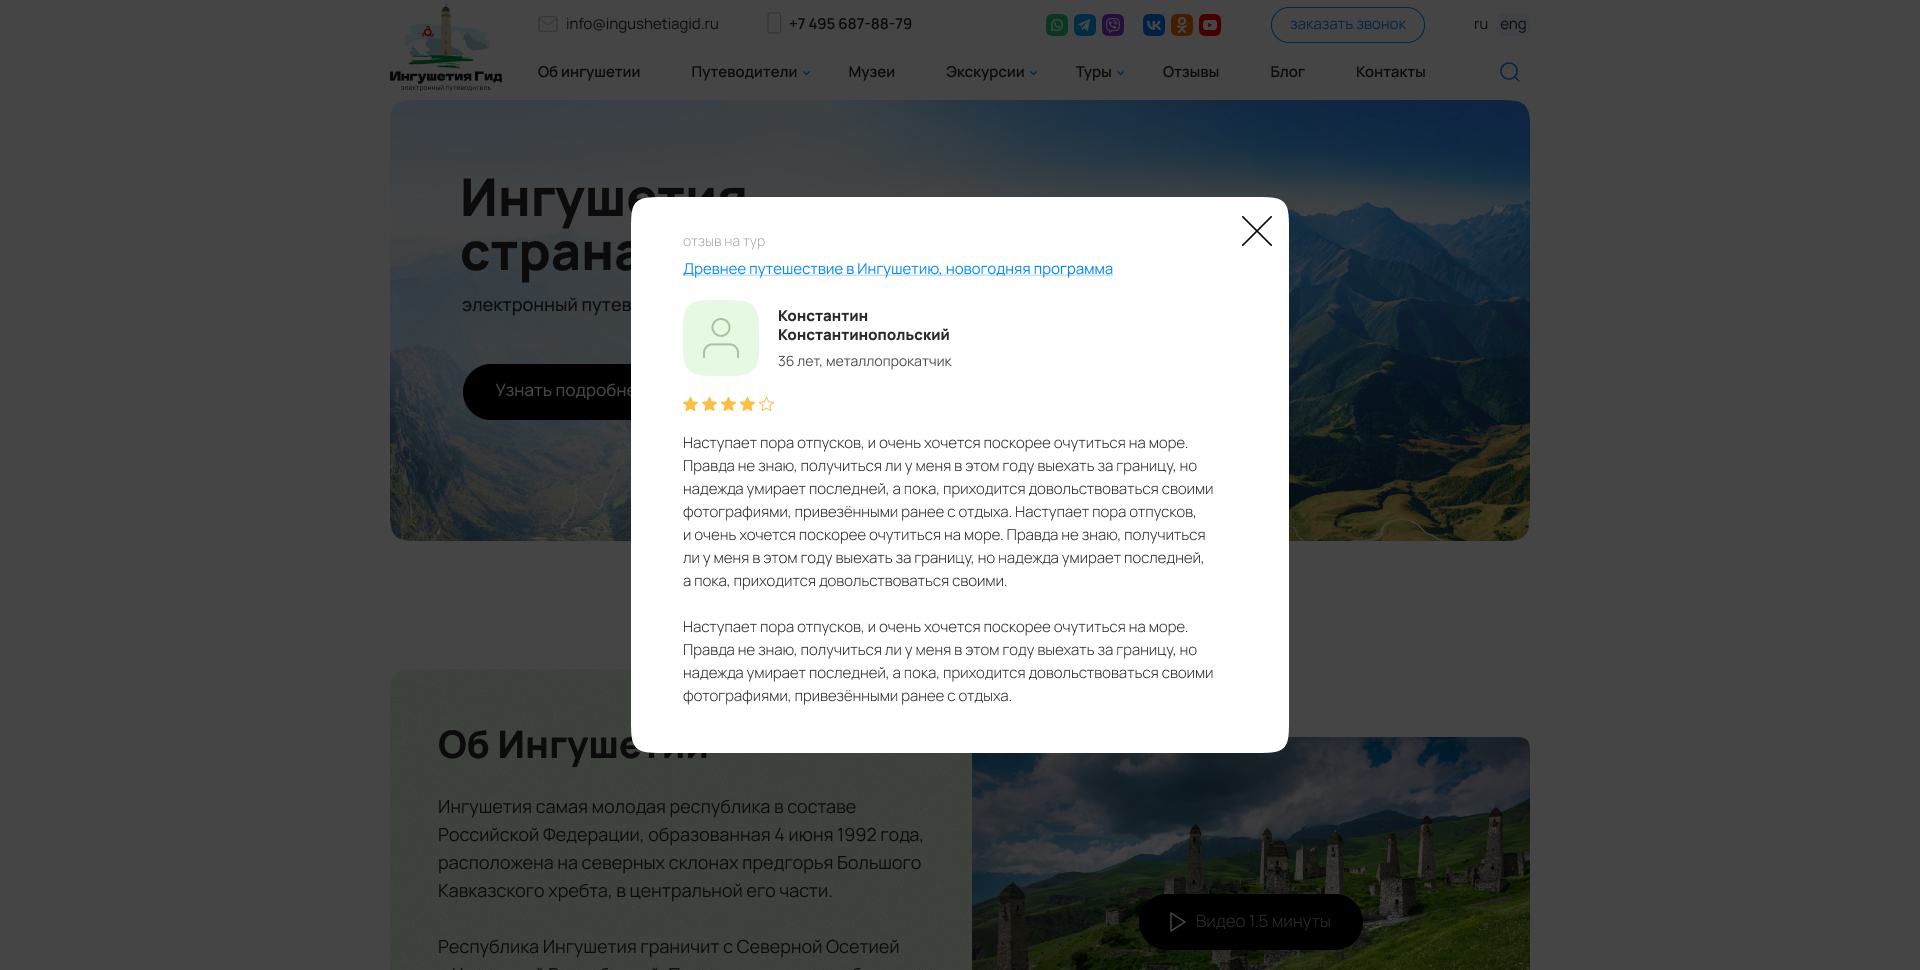 info@ingushetiagid.ru
+7 495 687-88-79
заказать звонок
ru eng
Ингушетия Гид
электронный путеводитель
Об ингушетии
Путеводители
Музеи
Экскурсии
Туры
Отзывы
Блог
Контакты
Ингушетия
страна
электронный путев
Узнать подробне
отзыв на тур
Древнее путешествие в Ингушетию, новогодняя программа
Константин
Константинопольский
36 лет, металлопрокатчик
Наступает пора отпусков, и очень хочется поскорее очутиться на море.
Правда не знаю, получиться ли у меня в этом году выехать за границу, но
надежда умирает последней, а пока, приходится довольствоваться своими
фотографиями, привезёнными ранее с отдыха. Наступает пора отпусков,
и очень хочется поскорее очутиться на море. Правда не знаю, получиться
ли у меня в этом году выехать за границу, но надежда умирает последней,
а пока, приходится довольствоваться своими.
Наступает пора отпусков, и очень хочется поскорее очутиться на море.
Правда не знаю, получиться ли у меня в этом году выехать за границу, но
надежда умирает последней, а пока, приходится довольствоваться своими
фотографиями, привезёнными ранее с отдыха.
Об Ингушетии
Ингушетия самая молодая республика в составе
Российской Федерации, образованная 4 июня 1992 года,
расположена на северных склонах предгорья Большого
Кавказского хребта, в центральной его части.
Республика Ингушетия граничит с Северной Осетией
Видео 1.5 минуты